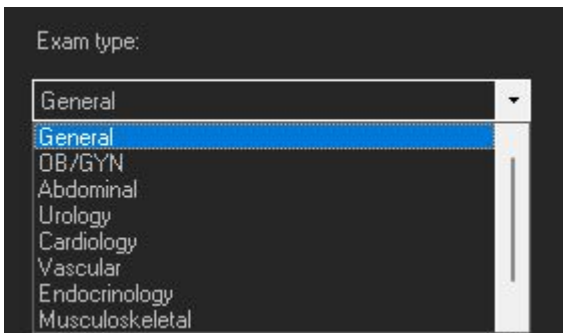 Exam type:
General
General
OB/GYN
Abdominal
Urology
Cardiology
Vascular
Endocrinology
Musculoskeletal